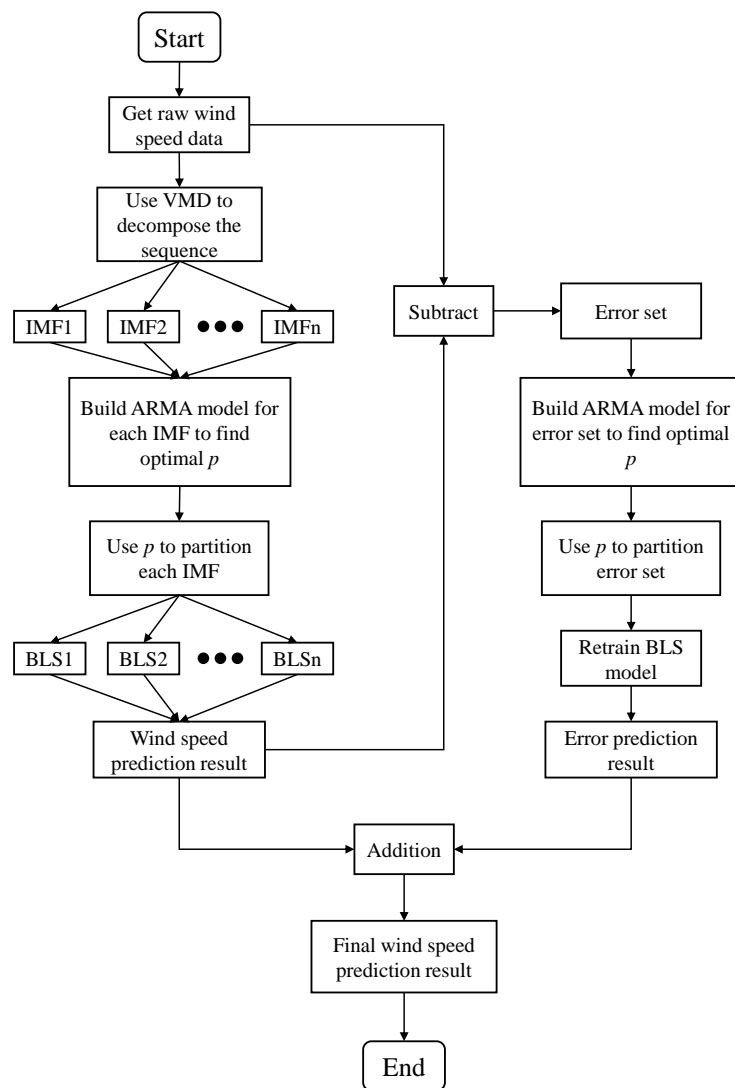 Start
Get raw wind
speed data
Use VMD to
decompose the
sequence
IMF1
IMF2
●●●
IMFn
Build ARMA model for
each IMF to find
optimal p
Use p to partition
each IMF
BLS1
BLS2
●●●
BLSn
Wind speed
prediction result
Subtract
Error set
Build ARMA model for
error set to find optimal
p
Use p to partition
error set
Retrain BLS
model
Error prediction
result
Addition
Final wind speed
prediction result
End